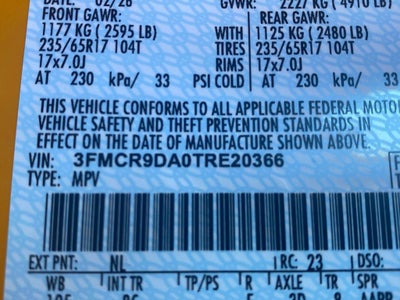 DATE: 02/26 GVWR: 2227 KG ( 4910 LB)
FRONT GAWR: REAR GAWR:
1177 KG ( 2595 LB) WITH 1125 KG ( 2480 LB)
235/65R17 104T TIRES 235/65R17 104T
17x7.0J RIMS 17x7.0J
AT 230 kPa/ 33 PSI COLD AT 230 kPa/ 33
THIS VEHICLE CONFORMS TO ALL APPLICABLE FEDERAL MOTOR
VEHICLE SAFETY AND THEFT PREVENTION STANDARDS IN
EFFECT ON THE DATE OF MANUFACTURE SHOWN ABOVE.
VIN: 3FMCR9DA0TRE20366
TYPE: MPV
EXT PNT: NL RC: 23 DSO:
WB INT TR TP/PS R AXLE TR SPR